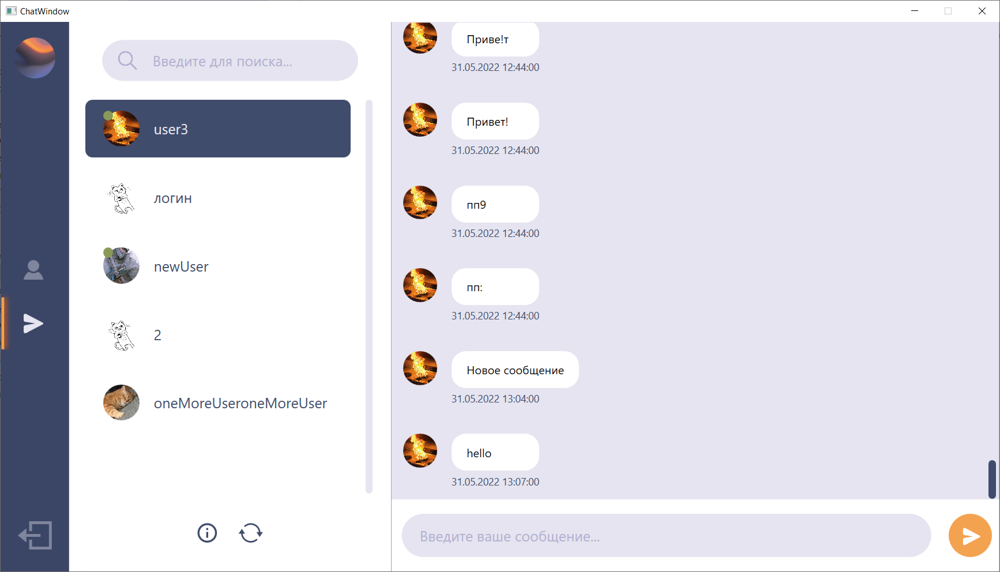 ChatWindow
Введите для поиска...
user3
логин
newUser
2
oneMoreUseroneMoreUser
Приве!т
31.05.2022 12:44:00
Привет!
31.05.2022 12:44:00
пп9
31.05.2022 12:44:00
пп:
31.05.2022 12:44:00
Новое сообщение
31.05.2022 13:04:00
hello
31.05.2022 13:07:00
Введите ваше сообщение...